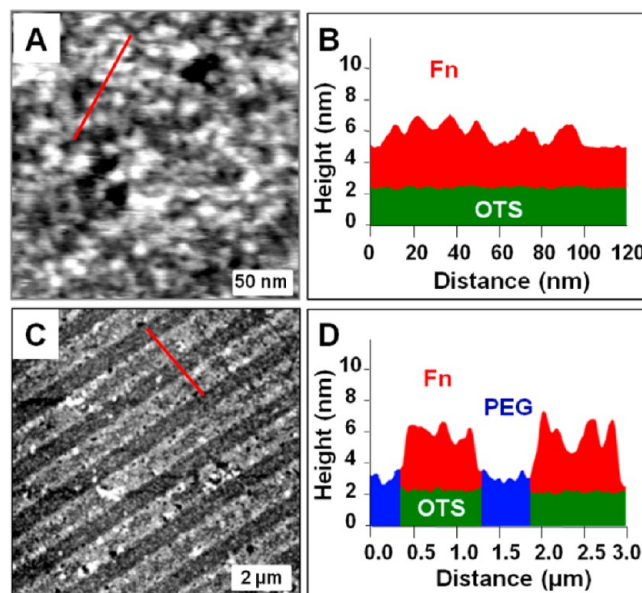 A
50 nm
B
Fn
OTS
Height (nm)
10
8
6
4
2
0
0 20 40 60 80 100 120
Distance (nm)
C
2 µm
D
Fn
PEG
OTS
Height (nm)
10
8
6
4
2
0
0.0 0.5 1.0 1.5 2.0 2.5 3.0
Distance (µm)